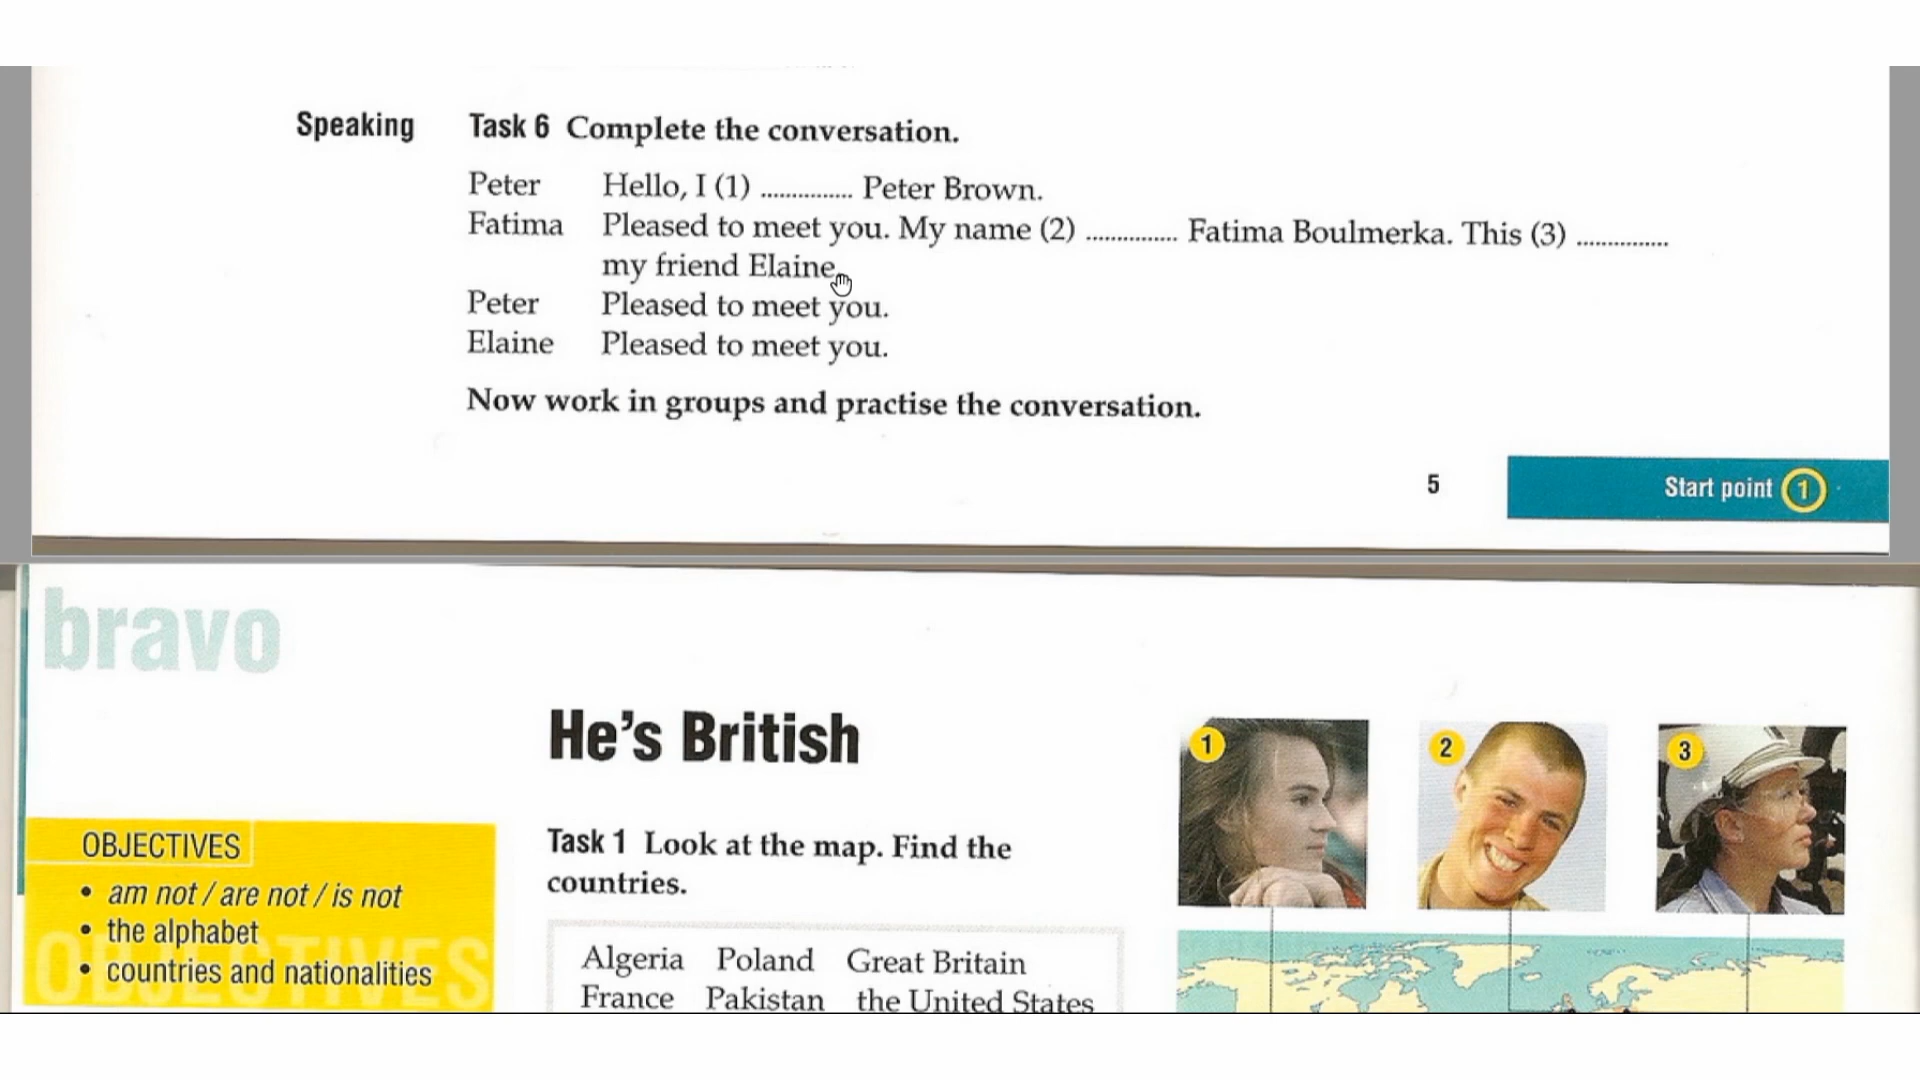 Speaking Task 6 Complete the conversation.
Peter Hello, I (1) ............... Peter Brown.
Fatima Pleased to meet you. My name (2) ............... Fatima Boulmerka. This (3) ...............
my friend Elaine.
Peter Pleased to meet you.
Elaine Pleased to meet you.
Now work in groups and practise the conversation.
5 Start point 1
bravo
He's British
OBJECTIVES
• am not / are not / is not
• the alphabet
• countries and nationalities
OBJECTIVES
Task 1 Look at the map. Find the
countries.
Algeria Poland Great Britain
France Pakistan the United States
1 2 3